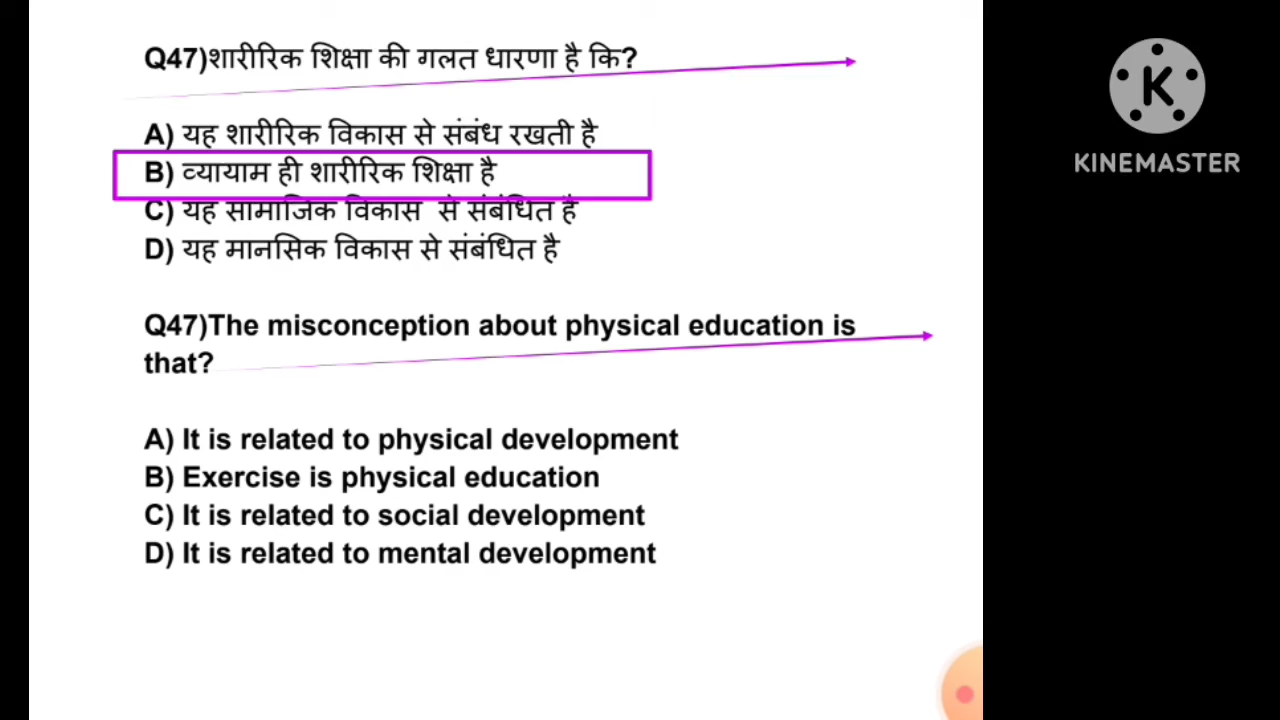 Q47)शारीरिक शिक्षा की गलत धारणा है कि?
A) यह शारीरिक विकास से संबंध रखती है
B) व्यायाम ही शारीरिक शिक्षा है
C) यह सामाजिक विकास से संबंधित है
D) यह मानसिक विकास से संबंधित है
Q47)The misconception about physical education is
that?
A) It is related to physical development
B) Exercise is physical education
C) It is related to social development
D) It is related to mental development
K
KINEMASTER